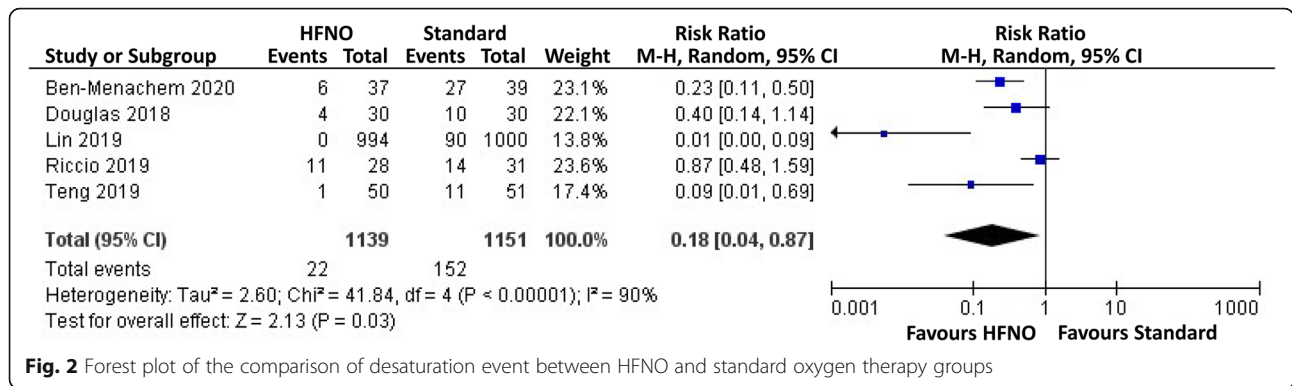 HFNO Standard Risk Ratio Risk Ratio
Study or Subgroup Events Total Events Total Weight M-H, Random, 95% CI M-H, Random, 95% CI
Ben-Menachem 2020 6 37 27 39 23.1% 0.23 [0.11, 0.50]
Douglas 2018 4 30 10 30 22.1% 0.40 [0.14, 1.14]
Lin 2019 0 994 90 1000 13.8% 0.01 [0.00, 0.09]
Riccio 2019 11 28 14 31 23.6% 0.87 [0.48, 1.59]
Teng 2019 1 50 11 51 17.4% 0.09 [0.01, 0.69]
Total (95% CI) 1139 1151 100.0% 0.18 [0.04, 0.87]
Total events 22 152
Heterogeneity: Tau² = 2.60; Chi² = 41.84, df = 4 (P < 0.00001); I² = 90%
Test for overall effect: Z = 2.13 (P = 0.03)
0.001 0.1 1 10 1000
Favours HFNO Favours Standard
Fig. 2 Forest plot of the comparison of desaturation event between HFNO and standard oxygen therapy groups